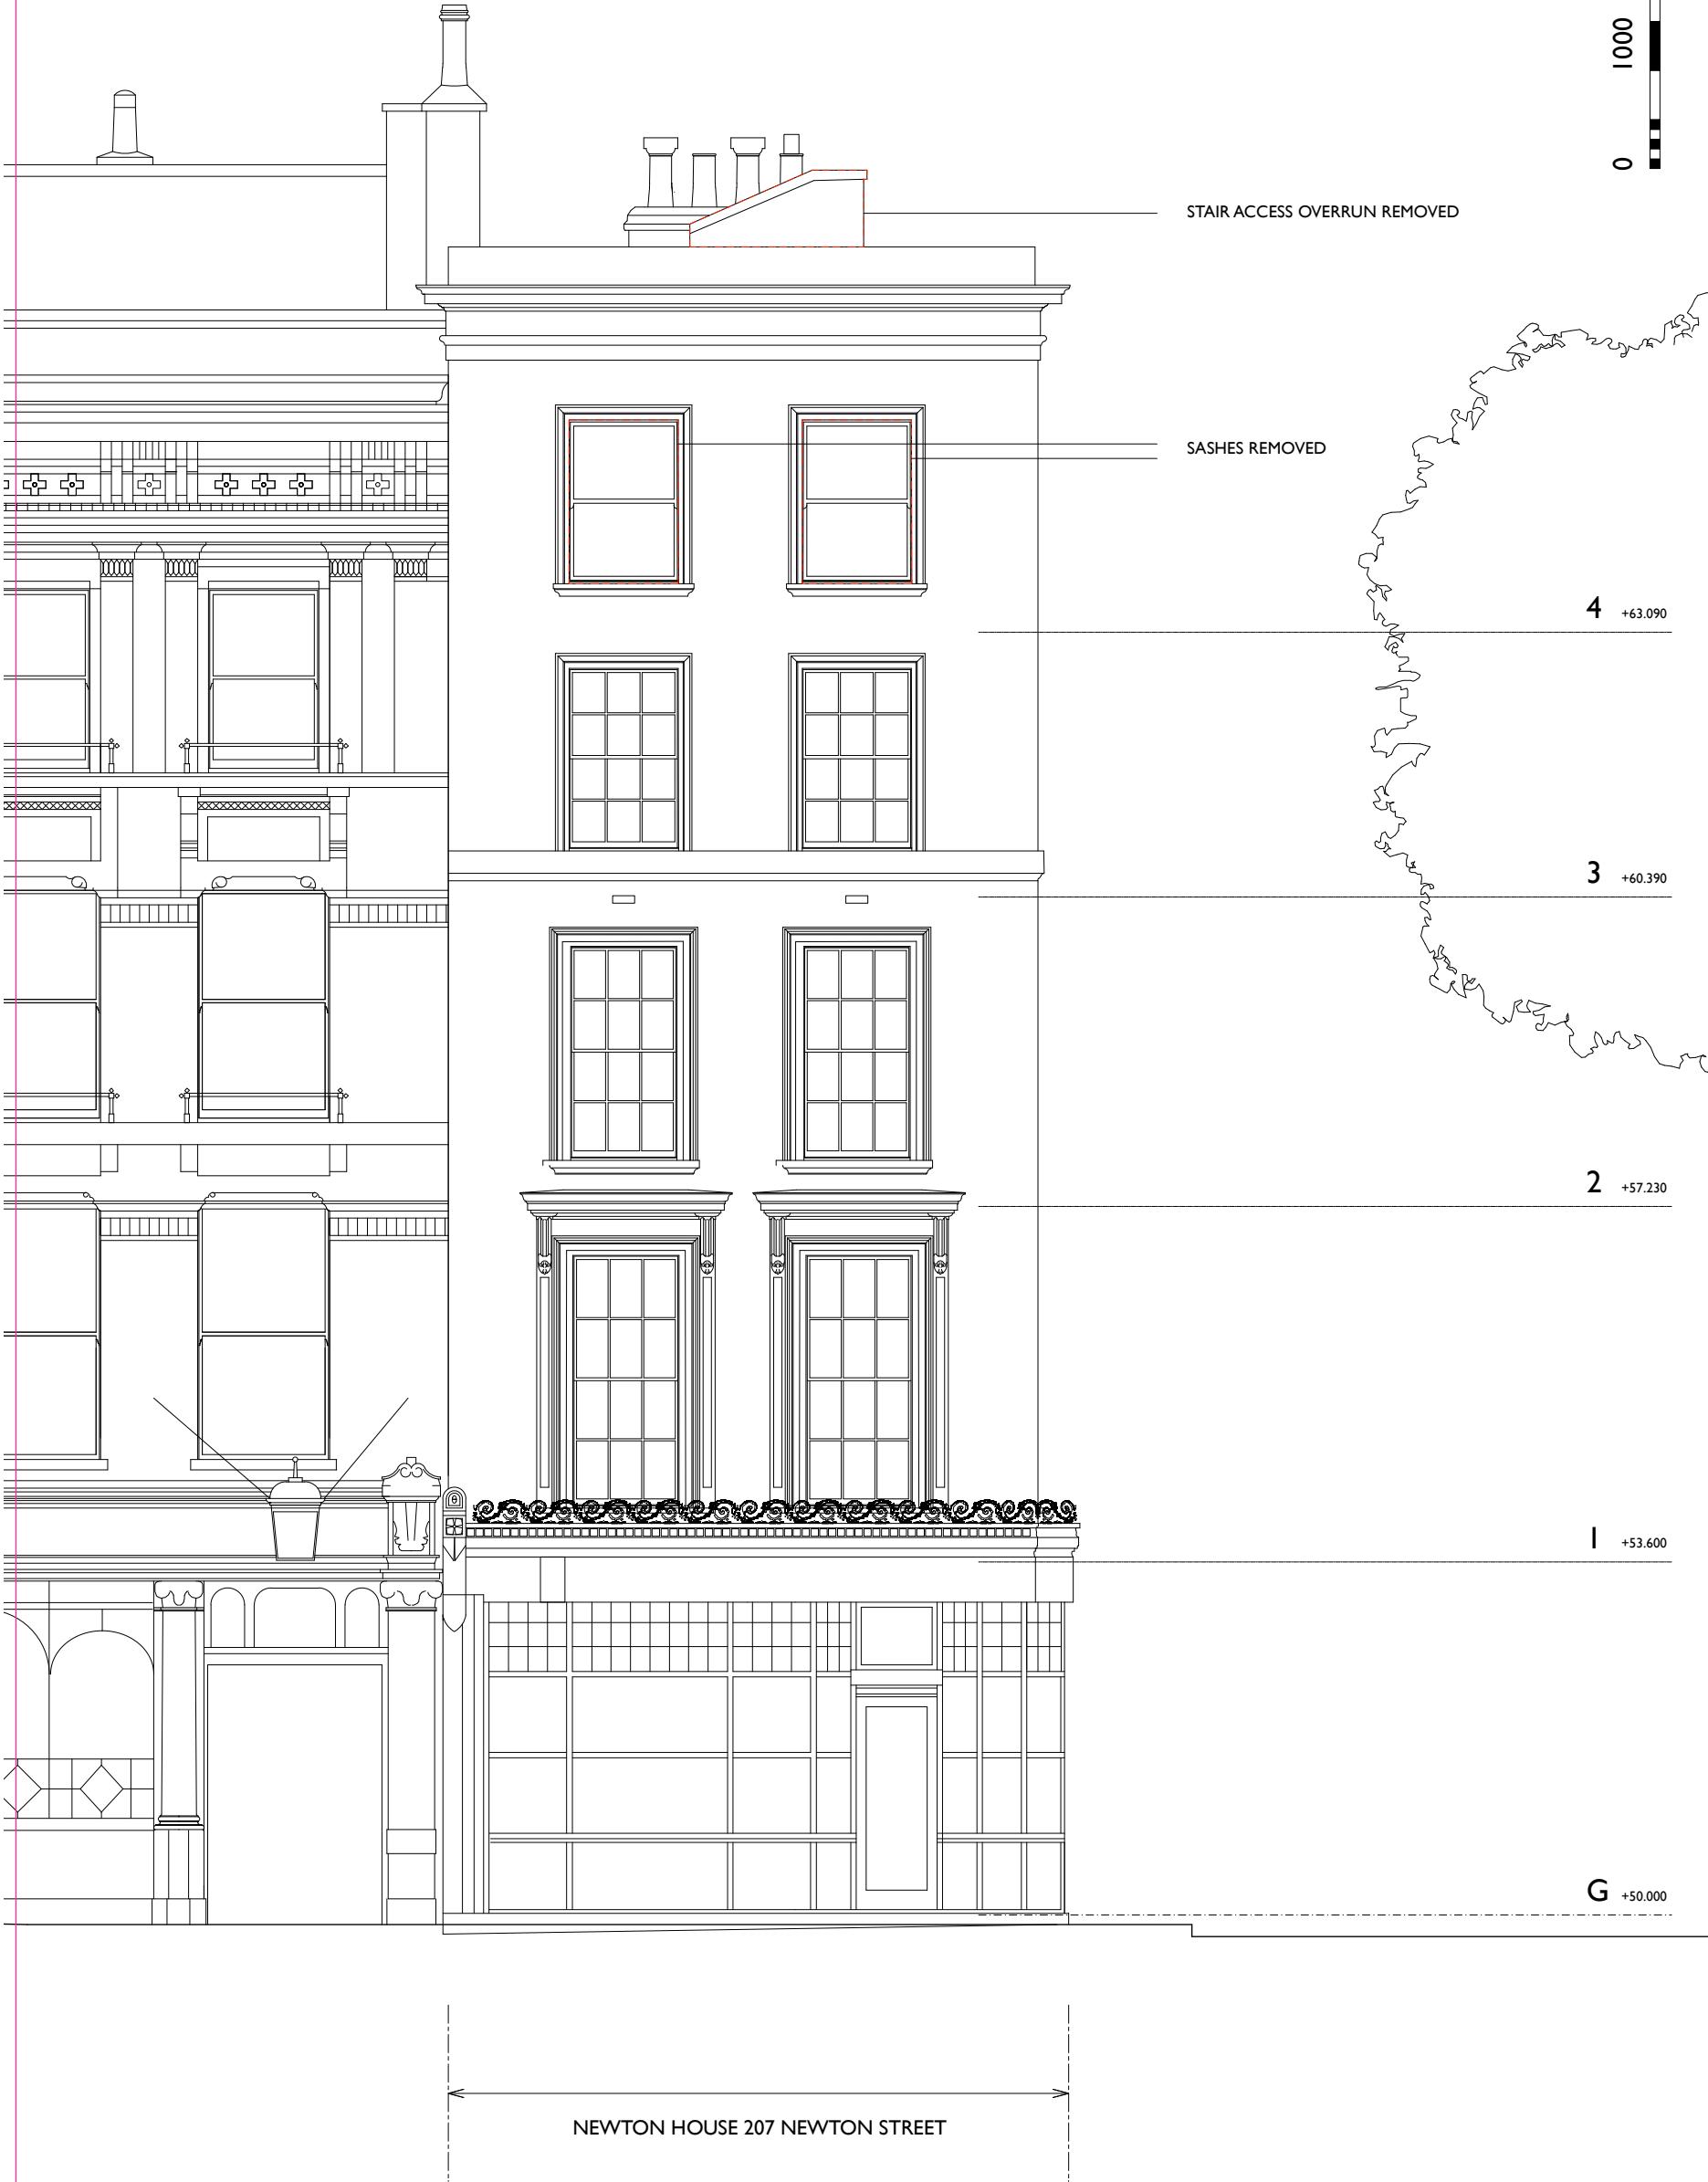 1000
0
STAIR ACCESS OVERRUN REMOVED
SASHES REMOVED
4 +63.090
3 +60.390
2 +57.230
1 +53.600
G +50.000
NEWTON HOUSE 207 NEWTON STREET